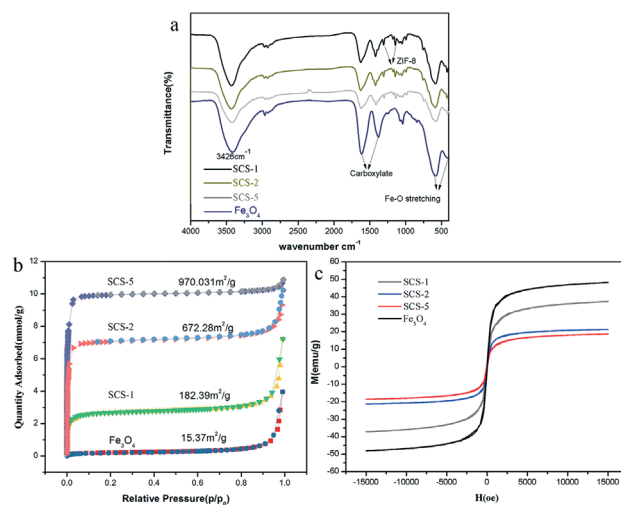 a
Transmittance(%)
ZIF-8
3426cm-1
Carboxylate
Fe-O stretching
SCS-1
SCS-2
SCS-5
Fe3O4
4000 3500 3000 2500 2000 1500 1000 500
wavenumber cm-1
b
Quantity Adsorbed(mmol/g)
12
10
8
6
4
2
0
SCS-5 970.031m2/g
SCS-2 672.28m2/g
SCS-1 182.39m2/g
Fe3O4 15.37m2/g
0.0 0.2 0.4 0.6 0.8 1.0
Relative Pressure(p/p0)
c
M(emu/g)
60
50
40
30
20
10
0
-10
-20
-30
-40
-50
-60
SCS-1
SCS-2
SCS-5
Fe3O4
-15000 -10000 -5000 0 5000 10000 15000
H(oe)